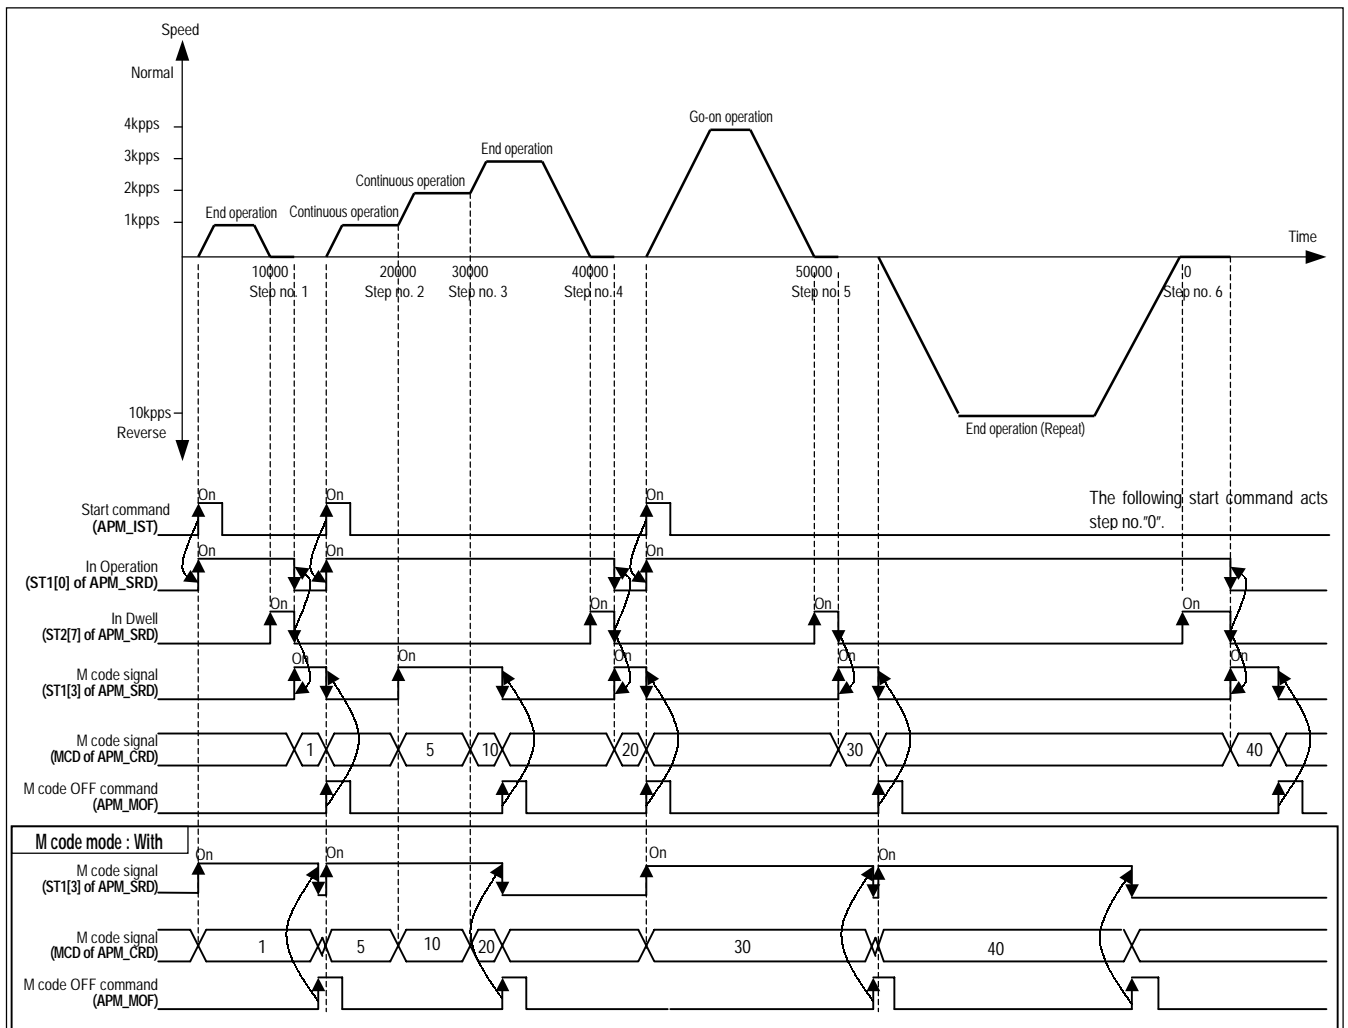 Speed
Normal
4kpps
3kpps
2kpps
1kpps
Go-on operation
End operation
Continuous operation
End operation
Continuous operation
Time
10000
20000
30000
40000
50000
0
Step no. 1
Step no. 2
Step no. 3
Step no. 4
Step no. 5
Step no. 6
10kpps
Reverse
End operation (Repeat)
The following start command acts
step no."0".
Start command
(APM_IST)
On
On
On
In Operation
(ST1[0] of APM_SRD)
On
On
On
In Dwell
(ST2[7] of APM_SRD)
On
On
On
On
M code signal
(ST1[3] of APM_SRD)
On
On
On
On
On
M code signal
(MCD of APM_CRD)
1
5
10
20
30
40
M code OFF command
(APM_MOF)
M code mode : With
M code signal
(ST1[3] of APM_SRD)
On
On
On
On
M code signal
(MCD of APM_CRD)
1
5
10
20
30
40
M code OFF command
(APM_MOF)